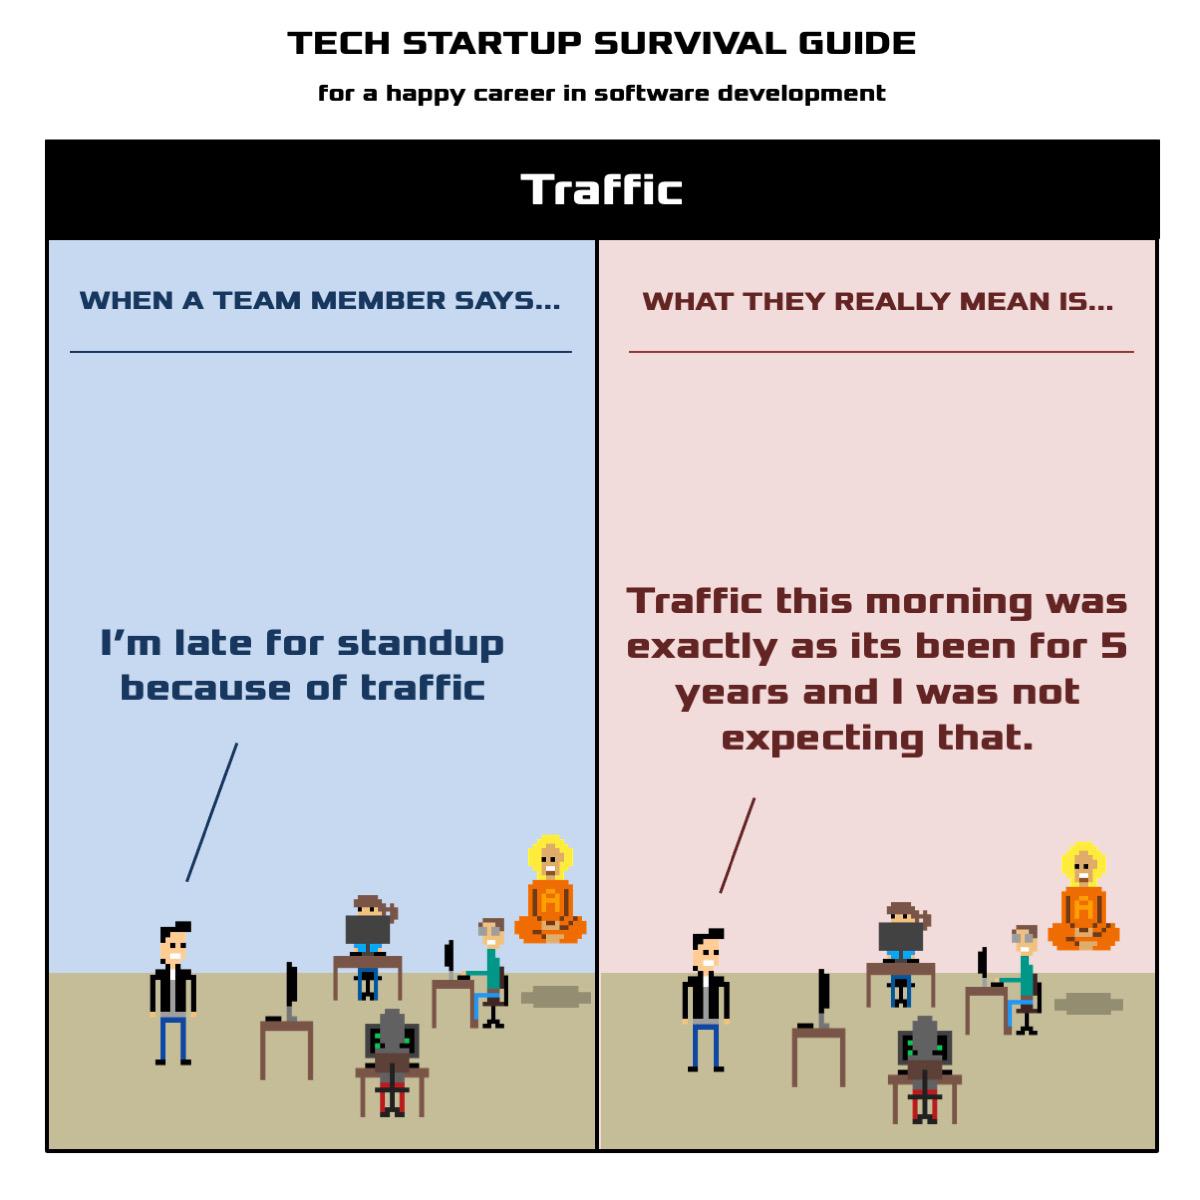 TECH STARTUP SURVIVAL GUIDE
for a happy career in software development
Traffic
WHEN A TEAM MEMBER SAYS...
I'm late for standup
because of traffic
WHAT THEY REALLY MEAN IS...
Traffic this morning was
exactly as its been for 5
years and I was not
expecting that.